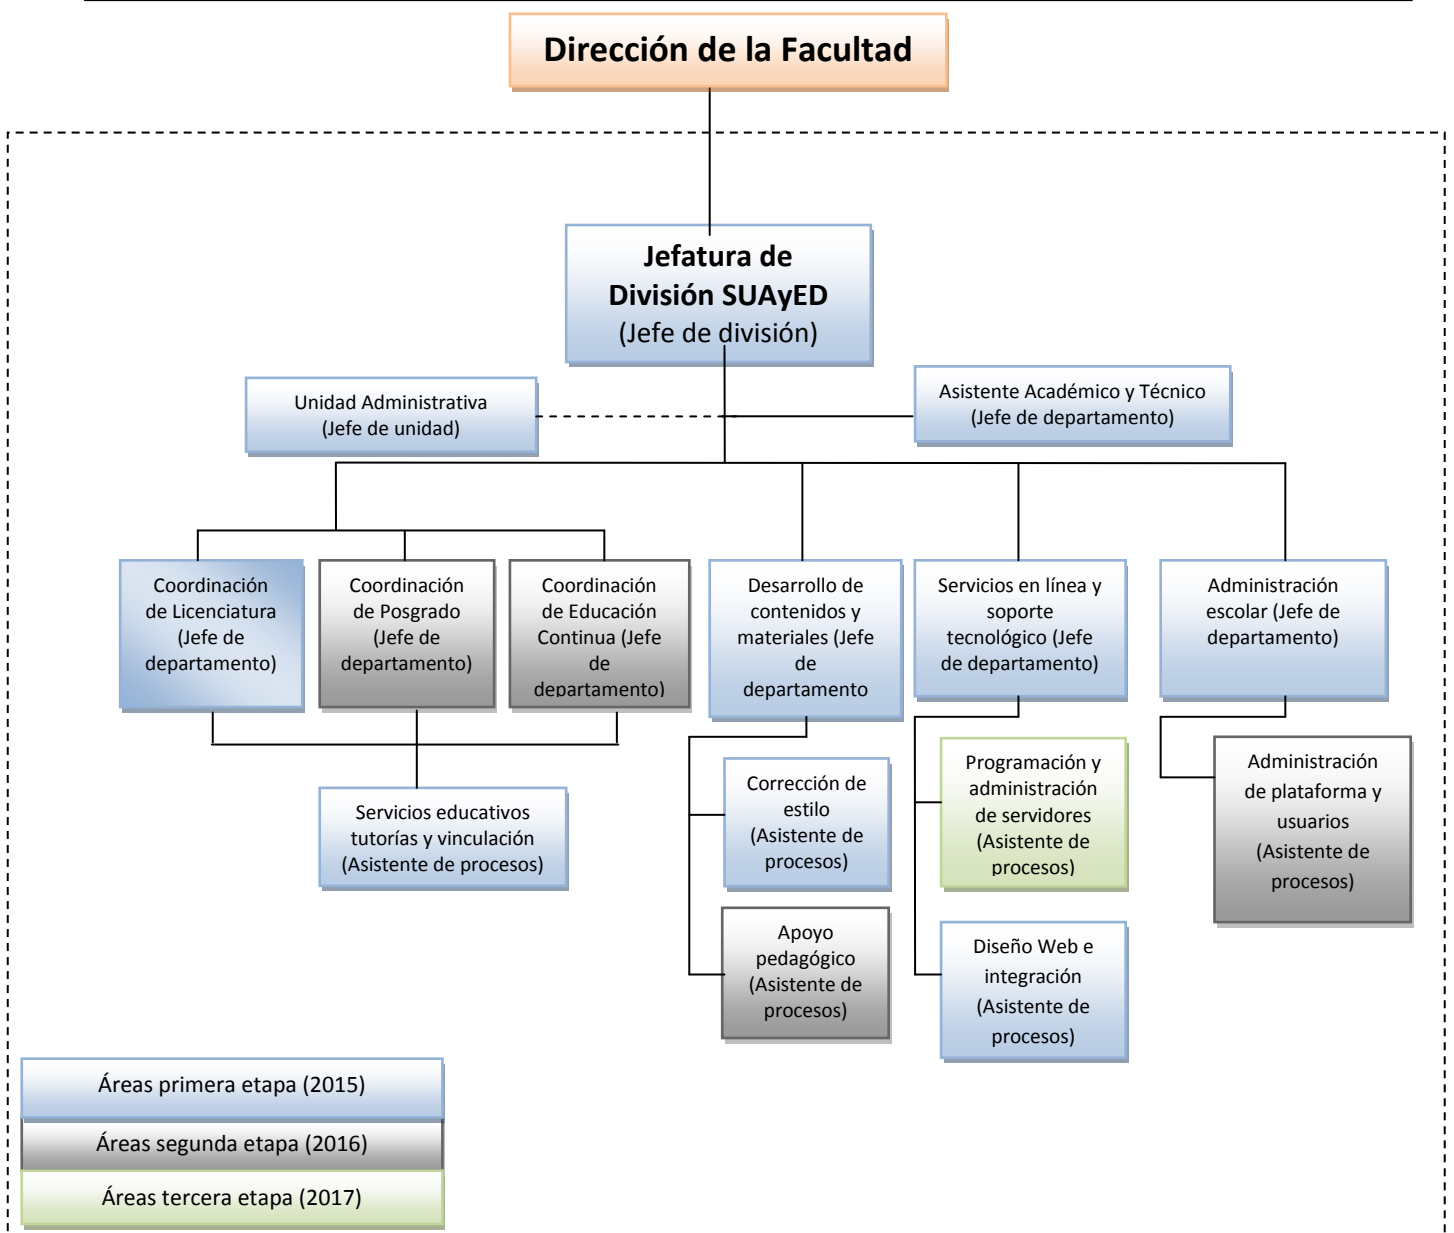 Dirección de la Facultad
Jefatura de
División SUAyED
(Jefe de división)
Unidad Administrativa
(Jefe de unidad)
Asistente Académico y Técnico
(Jefe de departamento)
Coordinación
de Licenciatura
(Jefe de
departamento)
Coordinación
de Posgrado
(Jefe de
departamento)
Coordinación
de Educación
Continua (Jefe
de
departamento)
Desarrollo de
contenidos y
materiales (Jefe
de
departamento
Servicios en línea y
soporte
tecnológico (Jefe
de departamento)
Administración
escolar (Jefe de
departamento)
Servicios educativos
tutorías y vinculación
(Asistente de procesos)
Corrección de
estilo
(Asistente de
procesos)
Apoyo
pedagógico
(Asistente de
procesos)
Programación y
administración
de servidores
(Asistente de
procesos)
Diseño Web e
integración
(Asistente de
procesos)
Administración
de plataforma y
usuarios
(Asistente de
procesos)
Áreas primera etapa (2015)
Áreas segunda etapa (2016)
Áreas tercera etapa (2017)